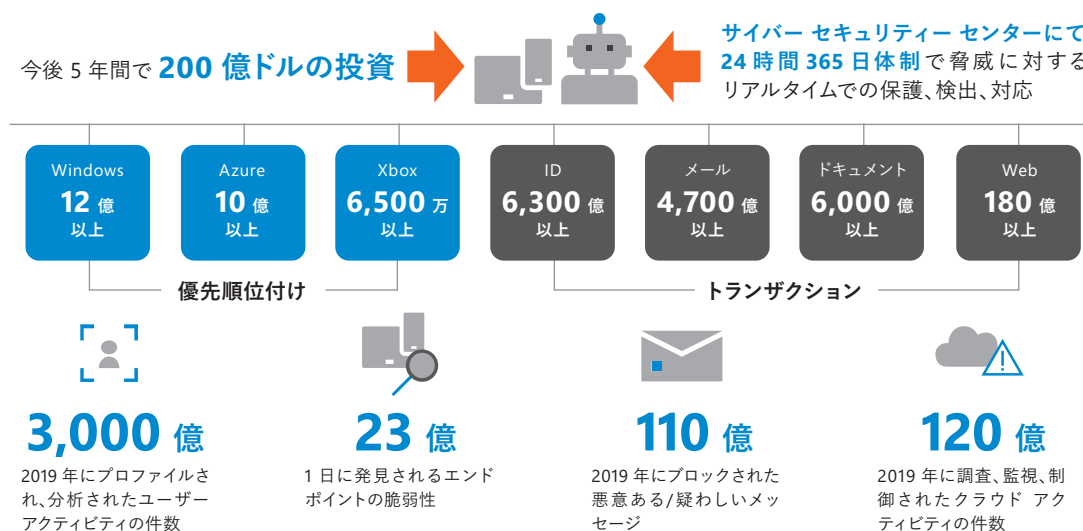 今後 5 年間で 200 億ドルの投資
サイバー セキュリティー センターにて
24 時間 365 日体制で脅威に対する
リアルタイムでの保護、検出、対応
Windows
12 億
以上
Azure
10 億
以上
Xbox
6,500 万
以上
ID
6,300 億
以上
メール
4,700 億
以上
ドキュメント
6,000 億
以上
Web
180 億
以上
優先順位付け
トランザクション
3,000 億
2019 年にプロファイルさ
れ、分析されたユーザー
アクティビティの件数
23 億
1 日に発見されるエンド
ポイントの脆弱性
110 億
2019 年にブロックされた
悪意ある/疑わしいメッ
セージ
120 億
2019 年に調査、監視、制
御されたクラウド アク
ティビティの件数